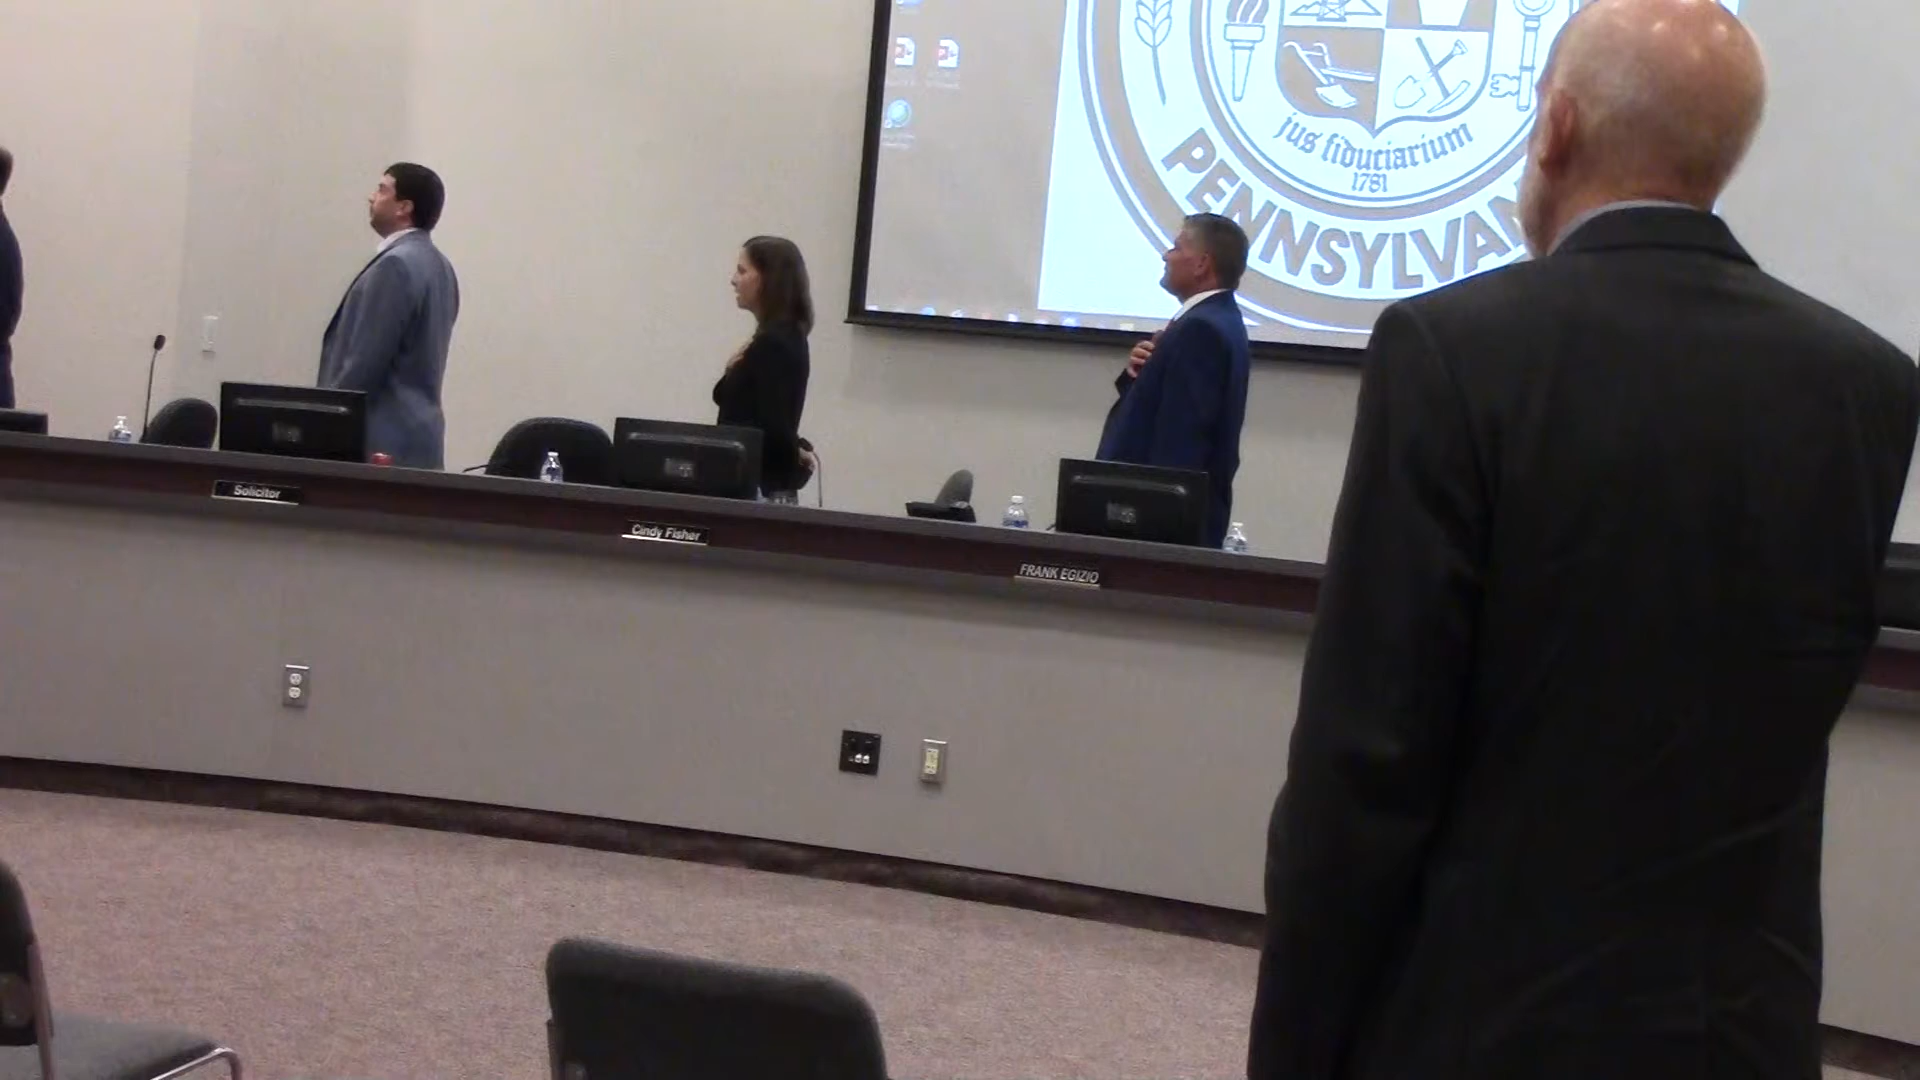 jus fiduciarium
1781
PENNSYLVAN
Solicitor
Cindy Fisher
FRANK EGIZIO